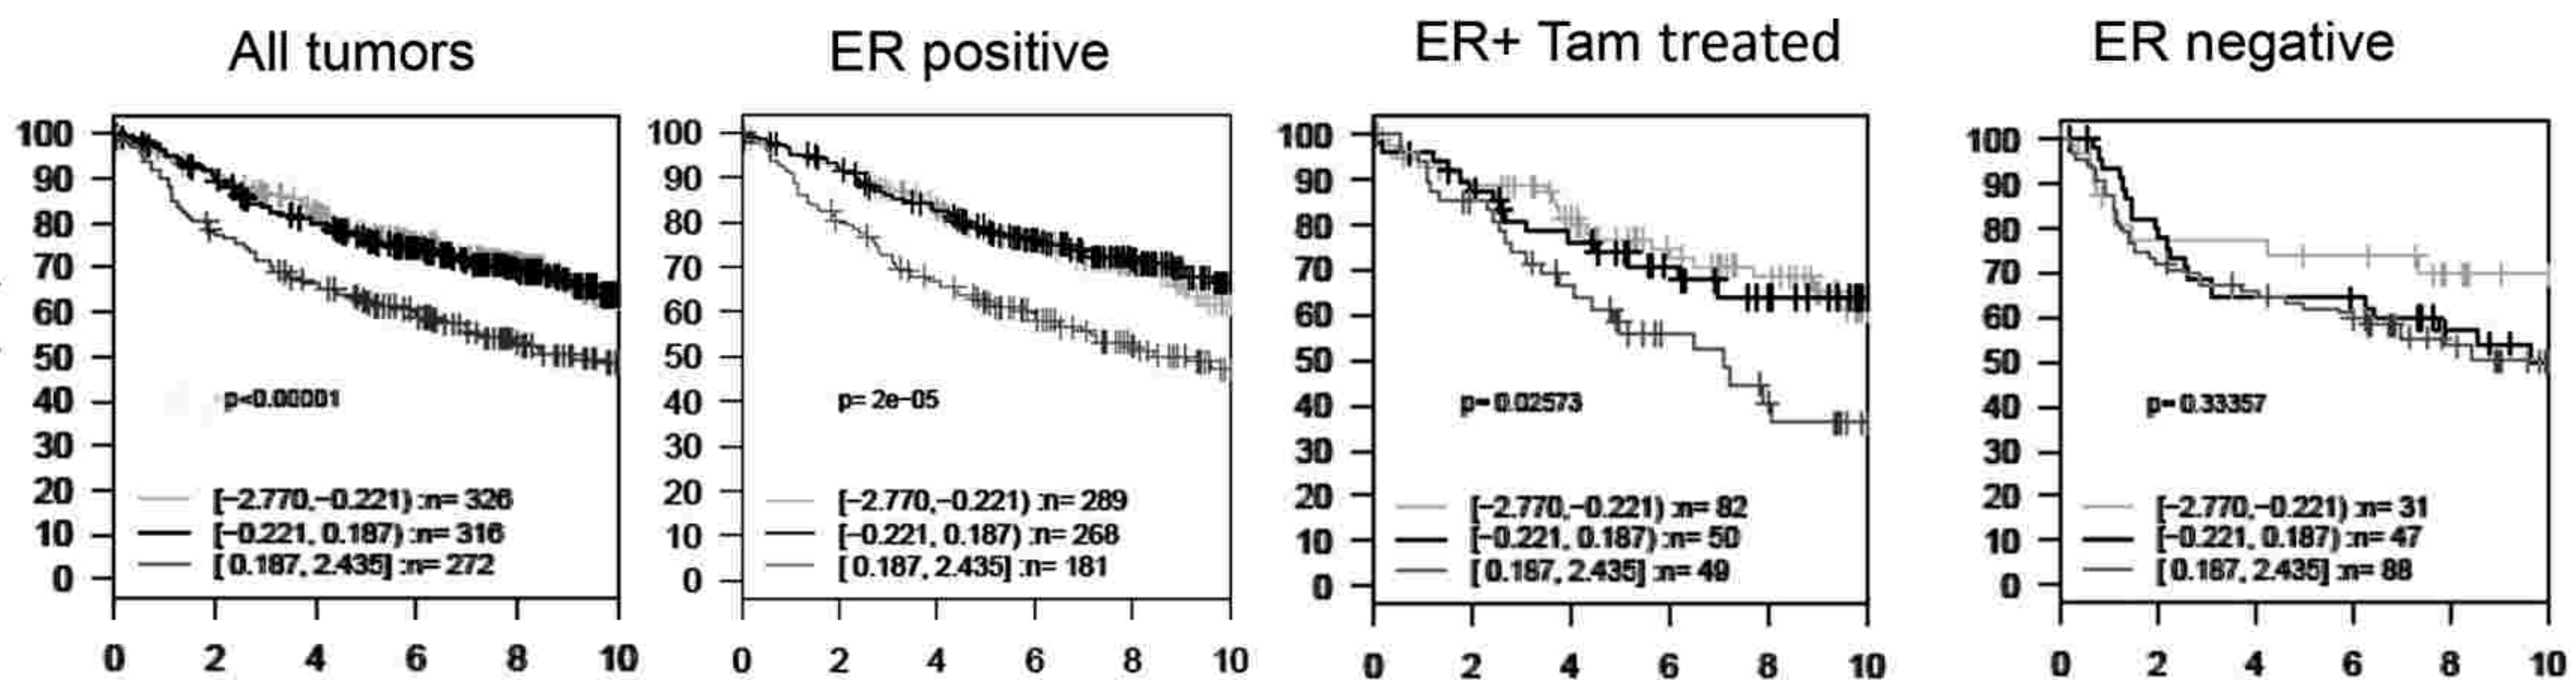 All tumors
100
90
80
70
60
50
40
30
20
10
0
p<0.00001
[−2.770,−0.221) :n= 326
[−0.221, 0.187) :n= 316
[ 0.187, 2.435] :n= 272
0 2 4 6 8 10
ER positive
100
90
80
70
60
50
40
30
20
10
0
p= 2e−05
[−2.770,−0.221) :n= 289
[−0.221, 0.187) :n= 268
[ 0.187, 2.435] :n= 181
0 2 4 6 8 10
ER+ Tam treated
100
90
80
70
60
50
40
30
20
10
0
p= 0.02573
[−2.770,−0.221) :n= 82
[−0.221, 0.187) :n= 50
[ 0.187, 2.435] :n= 49
0 2 4 6 8 10
ER negative
100
90
80
70
60
50
40
30
20
10
0
p= 0.33357
[−2.770,−0.221) :n= 31
[−0.221, 0.187) :n= 47
[ 0.187, 2.435] :n= 88
0 2 4 6 8 10